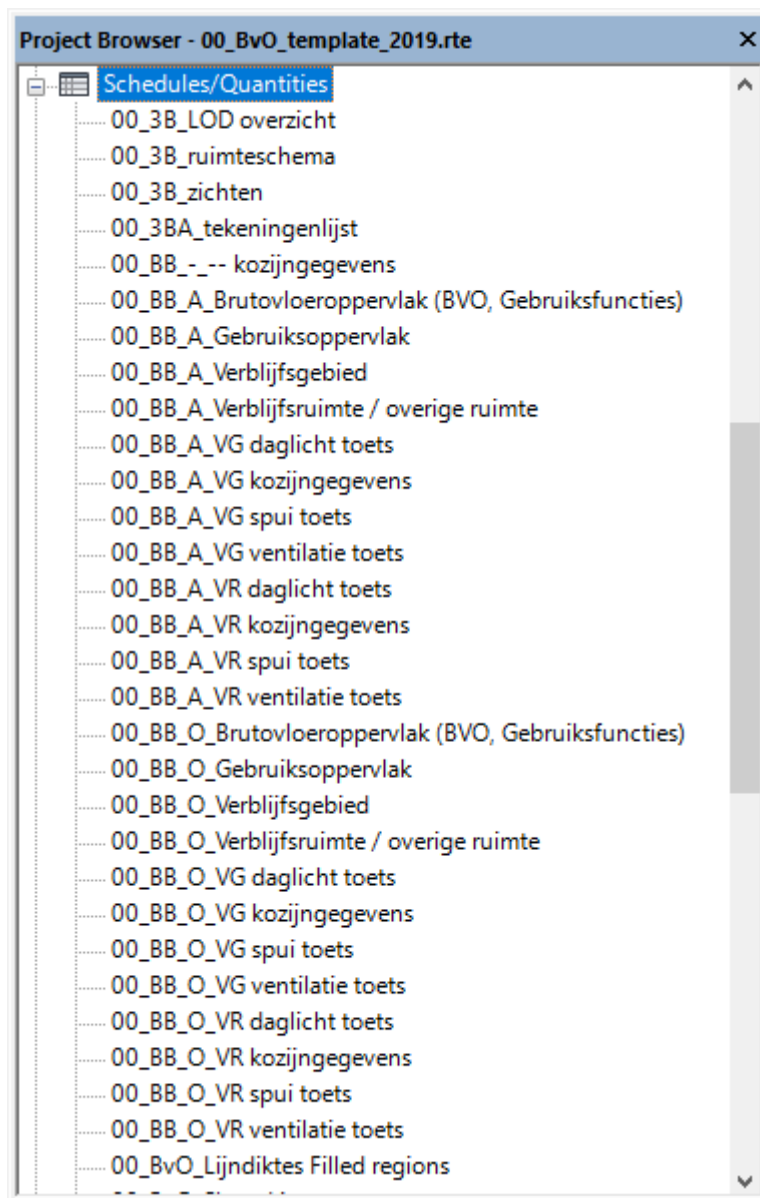 Project Browser - 00_BvO_template_2019.rte
Schedules/Quantities
00_3B_LOD overzicht
00_3B_ruimteschema
00_3B_zichten
00_3BA_tekeningenlijst
00_BB_-_-- kozijngegevens
00_BB_A_Brutovloeroppervlak (BVO, Gebruiksfuncties)
00_BB_A_Gebruiksoppervlak
00_BB_A_Verblijfsgebied
00_BB_A_Verblijfsruimte / overige ruimte
00_BB_A_VG daglicht toets
00_BB_A_VG kozijngegevens
00_BB_A_VG spui toets
00_BB_A_VG ventilatie toets
00_BB_A_VR daglicht toets
00_BB_A_VR kozijngegevens
00_BB_A_VR spui toets
00_BB_A_VR ventilatie toets
00_BB_O_Brutovloeroppervlak (BVO, Gebruiksfuncties)
00_BB_O_Gebruiksoppervlak
00_BB_O_Verblijfsgebied
00_BB_O_Verblijfsruimte / overige ruimte
00_BB_O_VG daglicht toets
00_BB_O_VG kozijngegevens
00_BB_O_VG spui toets
00_BB_O_VG ventilatie toets
00_BB_O_VR daglicht toets
00_BB_O_VR kozijngegevens
00_BB_O_VR spui toets
00_BB_O_VR ventilatie toets
00_BvO_Lijndiktes Filled regions